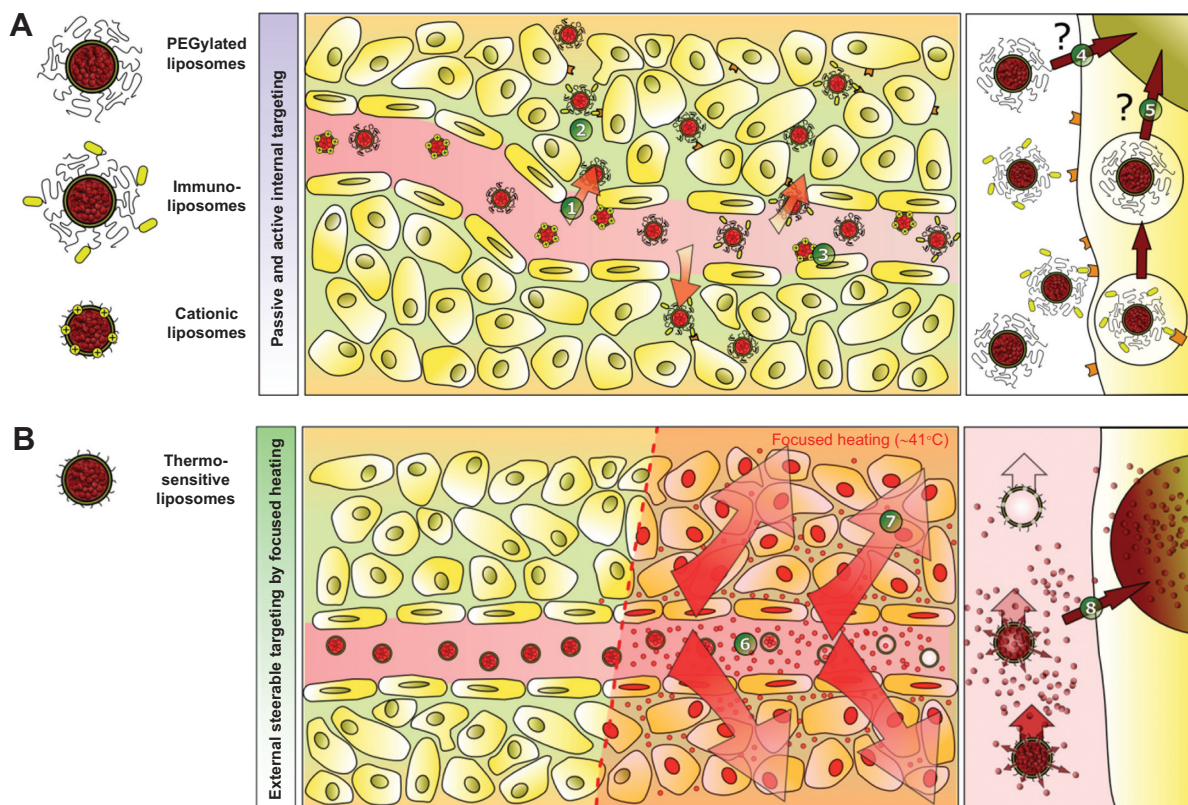 A
PEGylated
liposomes
Immuno-
liposomes
Cationic
liposomes
Passive and active internal targeting
1
2
3
?
4
?
5
B
Thermo-
sensitive
liposomes
External steerable targeting by focused heating
Focused heating (~41°C)
6
7
8